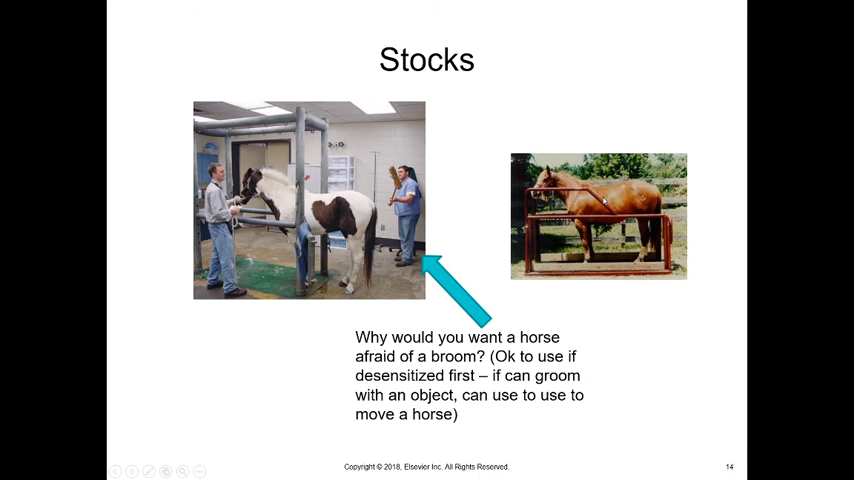 Stocks
Why would you want a horse
afraid of a broom? (Ok to use if
desensitized first – if can groom
with an object, can use to use to
move a horse)
Copyright © 2018, Elsevier Inc. All Rights Reserved.
14